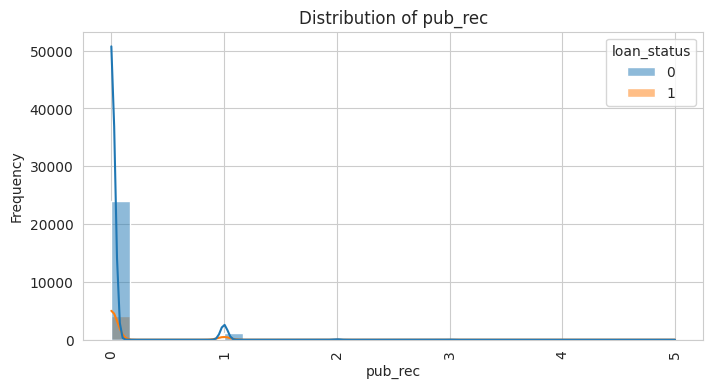 Distribution of pub_rec
loan_status
0
1
50000
40000
30000
20000
10000
0
Frequency
0 1 2 3 4 5
pub_rec